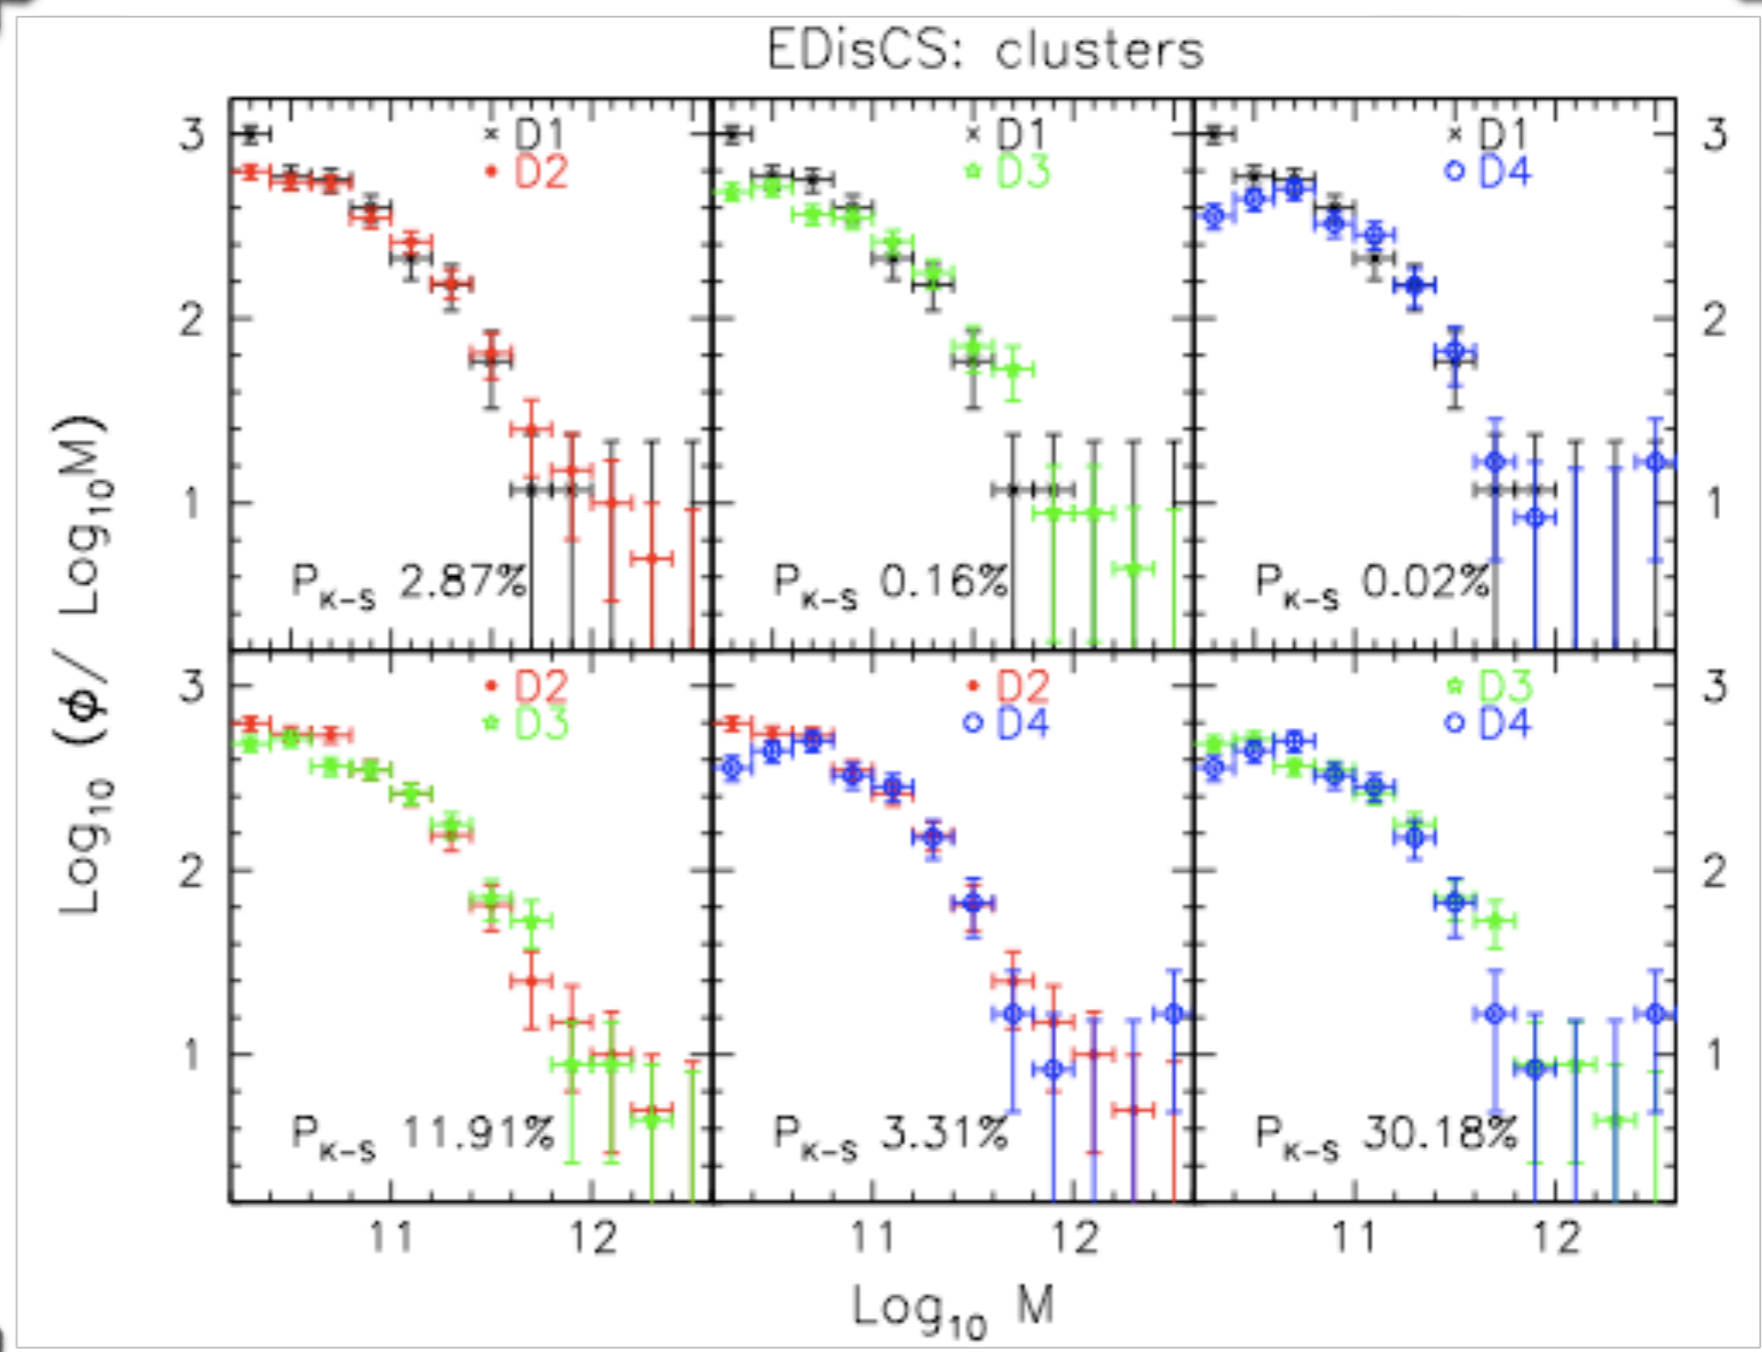 EDisCS: clusters
Log₁₀ (ϕ/ Log₁₀M)
3
2
1
× D1
D2
P_K-S 2.87%
× D1
D3
P_K-S 0.16%
× D1
D4
P_K-S 0.02%
3
2
1
3
2
1
D2
D3
P_K-S 11.91%
D2
D4
P_K-S 3.31%
D3
D4
P_K-S 30.18%
3
2
1
11 12
11 12
11 12
Log₁₀ M